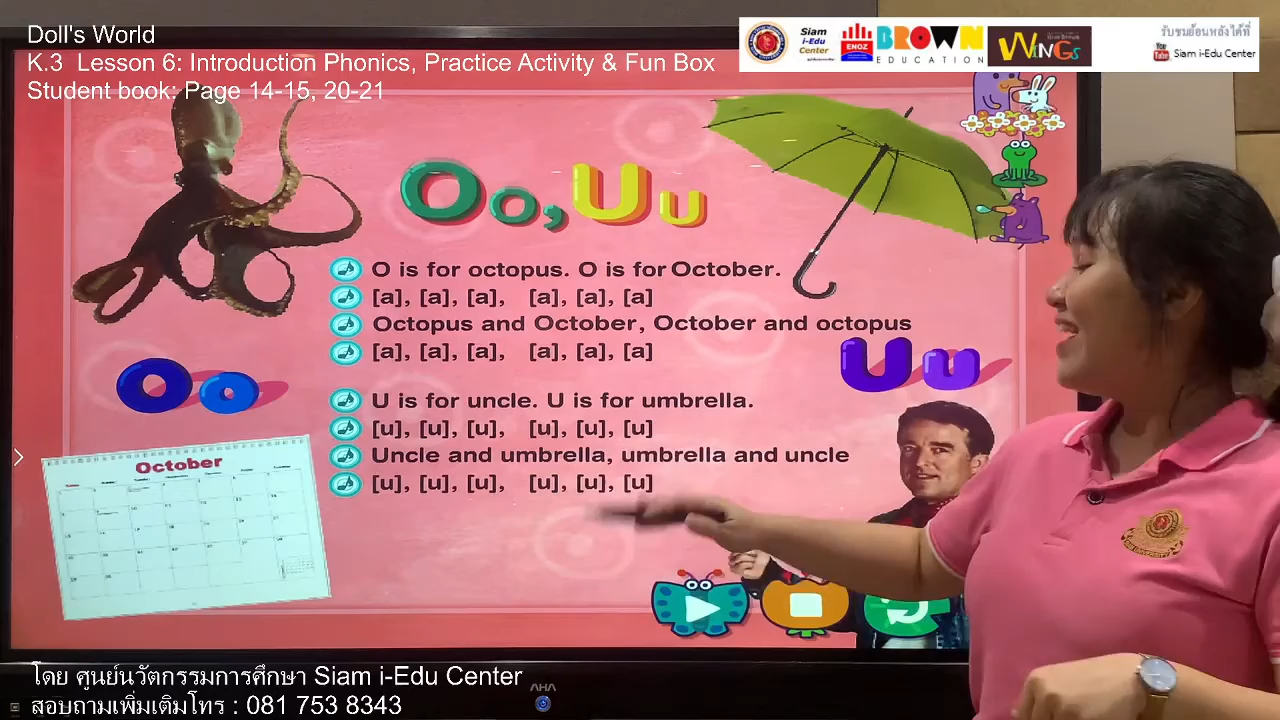 Doll's World
K.3 Lesson 6: Introduction Phonics, Practice Activity & Fun Box
Student book: Page 14-15, 20-21
Siam
i-Edu
Center
ENOZ
BROWN
EDUCATION
WINGS
รับชมย้อนหลังได้ที่
You
Tube
Siam i-Edu Center
Oo, Uu
O is for octopus. O is for October.
[a], [a], [a], [a], [a], [a]
Octopus and October, October and octopus
[a], [a], [a], [a], [a], [a]
Uu
Oo
U is for uncle. U is for umbrella.
[u], [u], [u], [u], [u], [u]
Uncle and umbrella, umbrella and uncle
[u], [u], [u], [u], [u], [u]
October
โดย ศูนย์นวัตกรรมการศึกษา Siam i-Edu Center
สอบถามเพิ่มเติมโทร : 081 753 8343
AHA